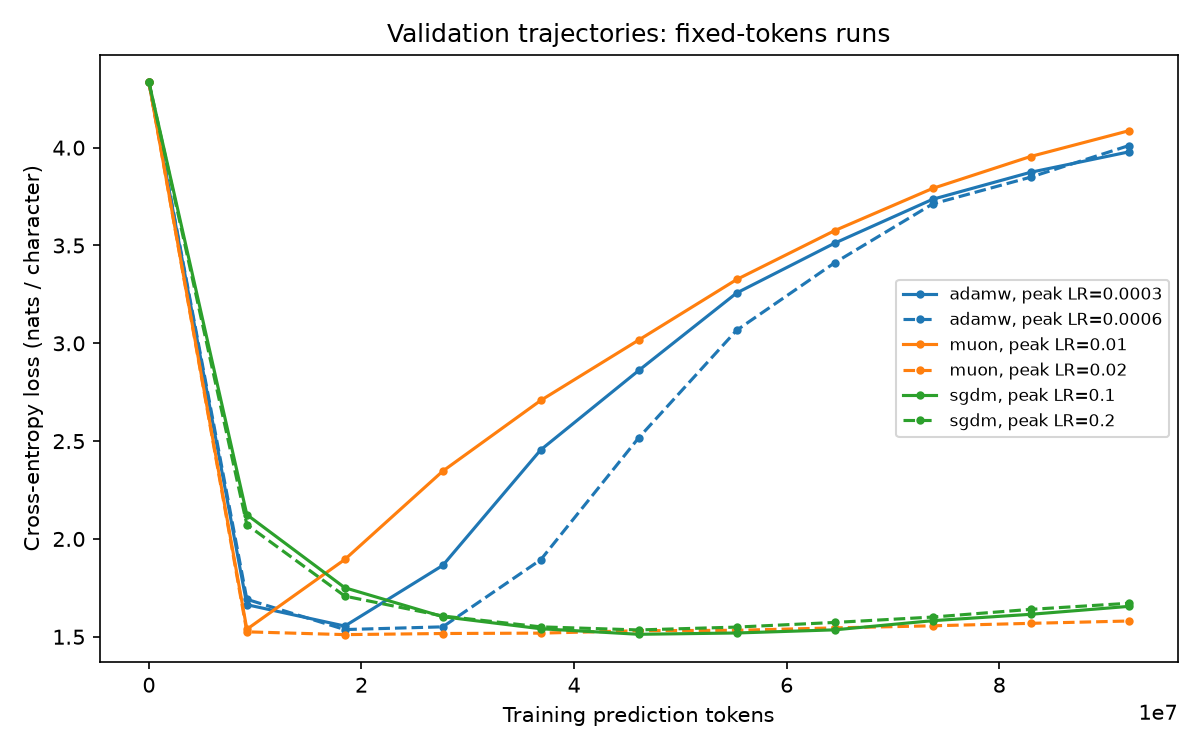 Validation trajectories: fixed-tokens runs
Cross-entropy loss (nats / character)
4.0
3.5
3.0
2.5
2.0
1.5
adamw, peak LR=0.0003
adamw, peak LR=0.0006
muon, peak LR=0.01
muon, peak LR=0.02
sgdm, peak LR=0.1
sgdm, peak LR=0.2
0 2 4 6 8
1e7
Training prediction tokens